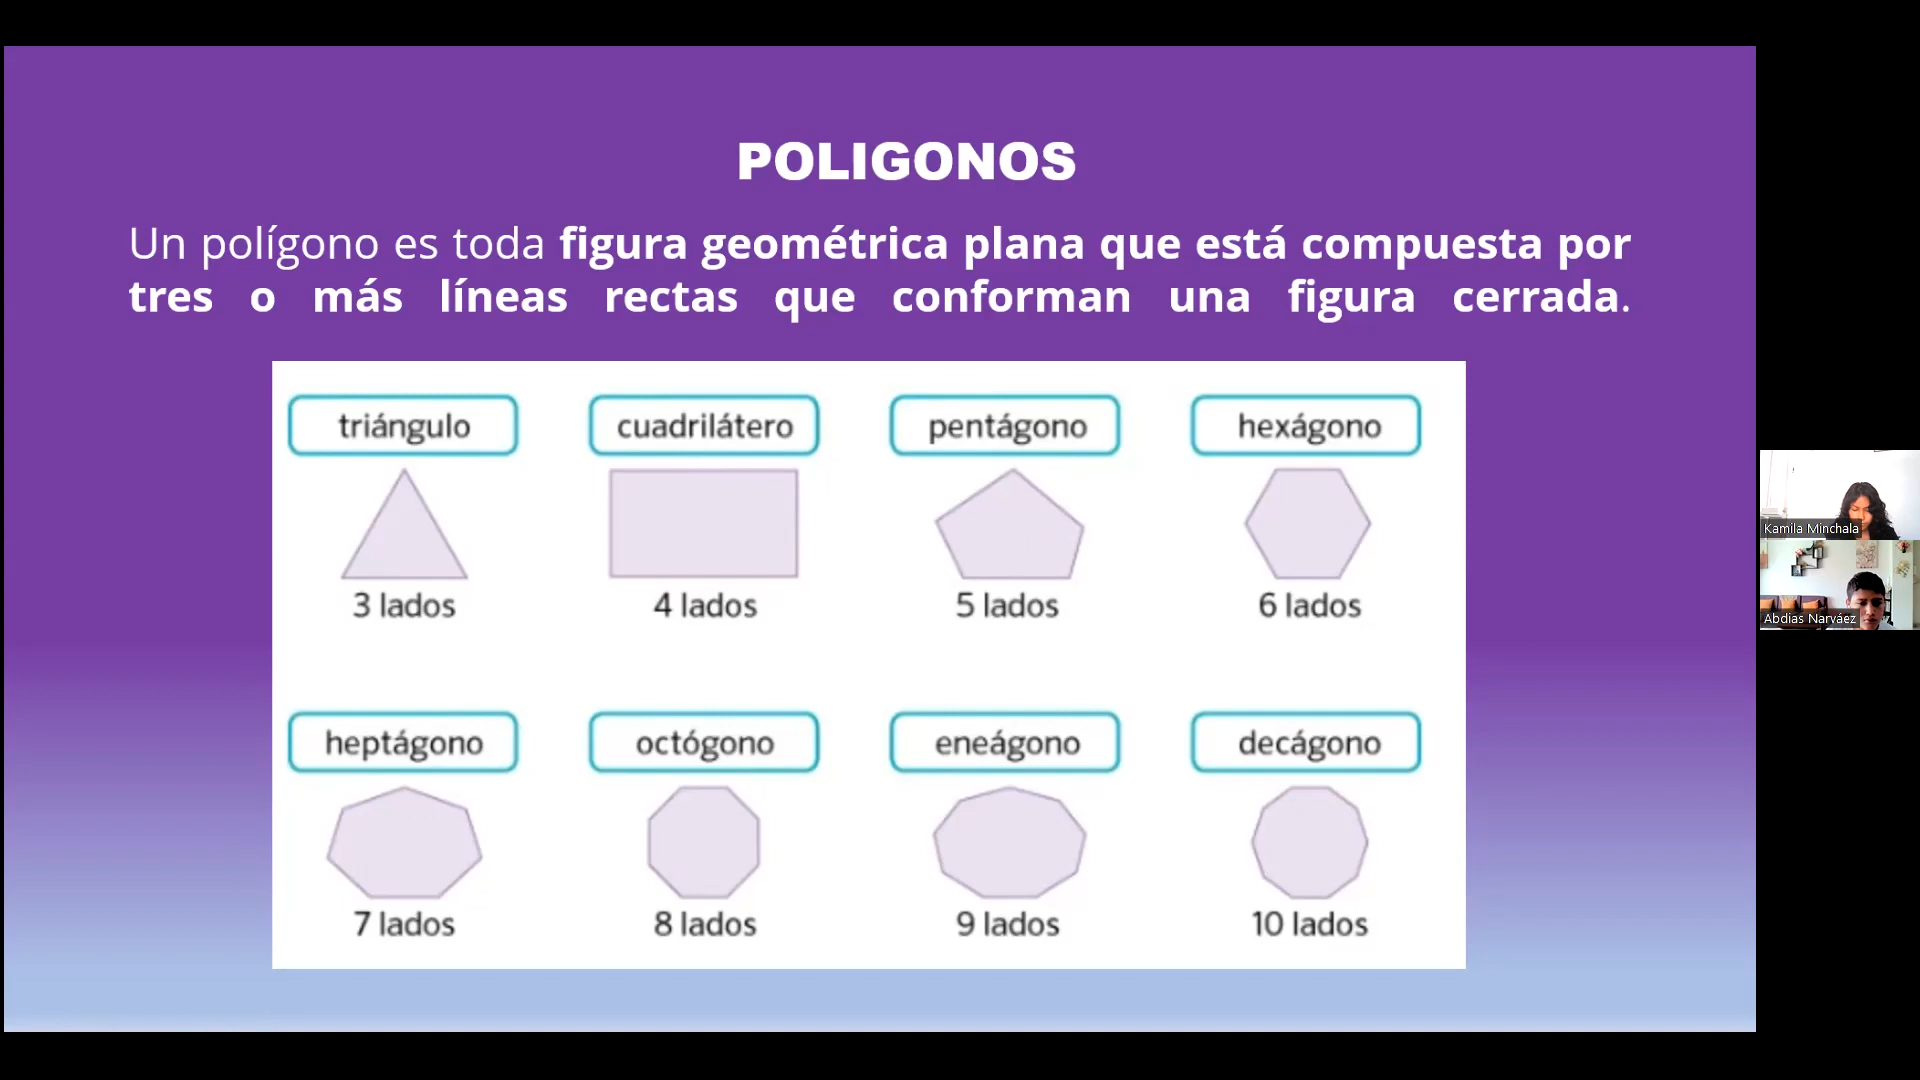 POLIGONOS
Un polígono es toda figura geométrica plana que está compuesta por
tres o más líneas rectas que conforman una figura cerrada.
triángulo
cuadrilátero
pentágono
hexágono
3 lados
4 lados
5 lados
6 lados
heptágono
octógono
eneágono
decágono
7 lados
8 lados
9 lados
10 lados
Kamila Minchala
Abdias Narváez